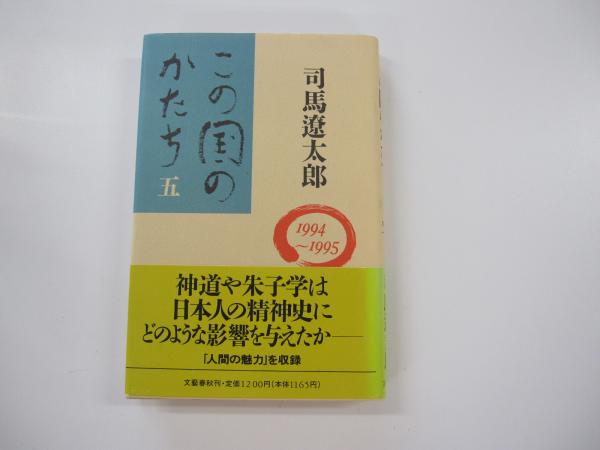 司馬遼太郎
この国の
かたち 五
1994
〜1995
神道や朱子学は
日本人の精神史に
どのような影響を与えたか——
「人間の魅力」を収録
文藝春秋刊・定価1200円(本体1165円)